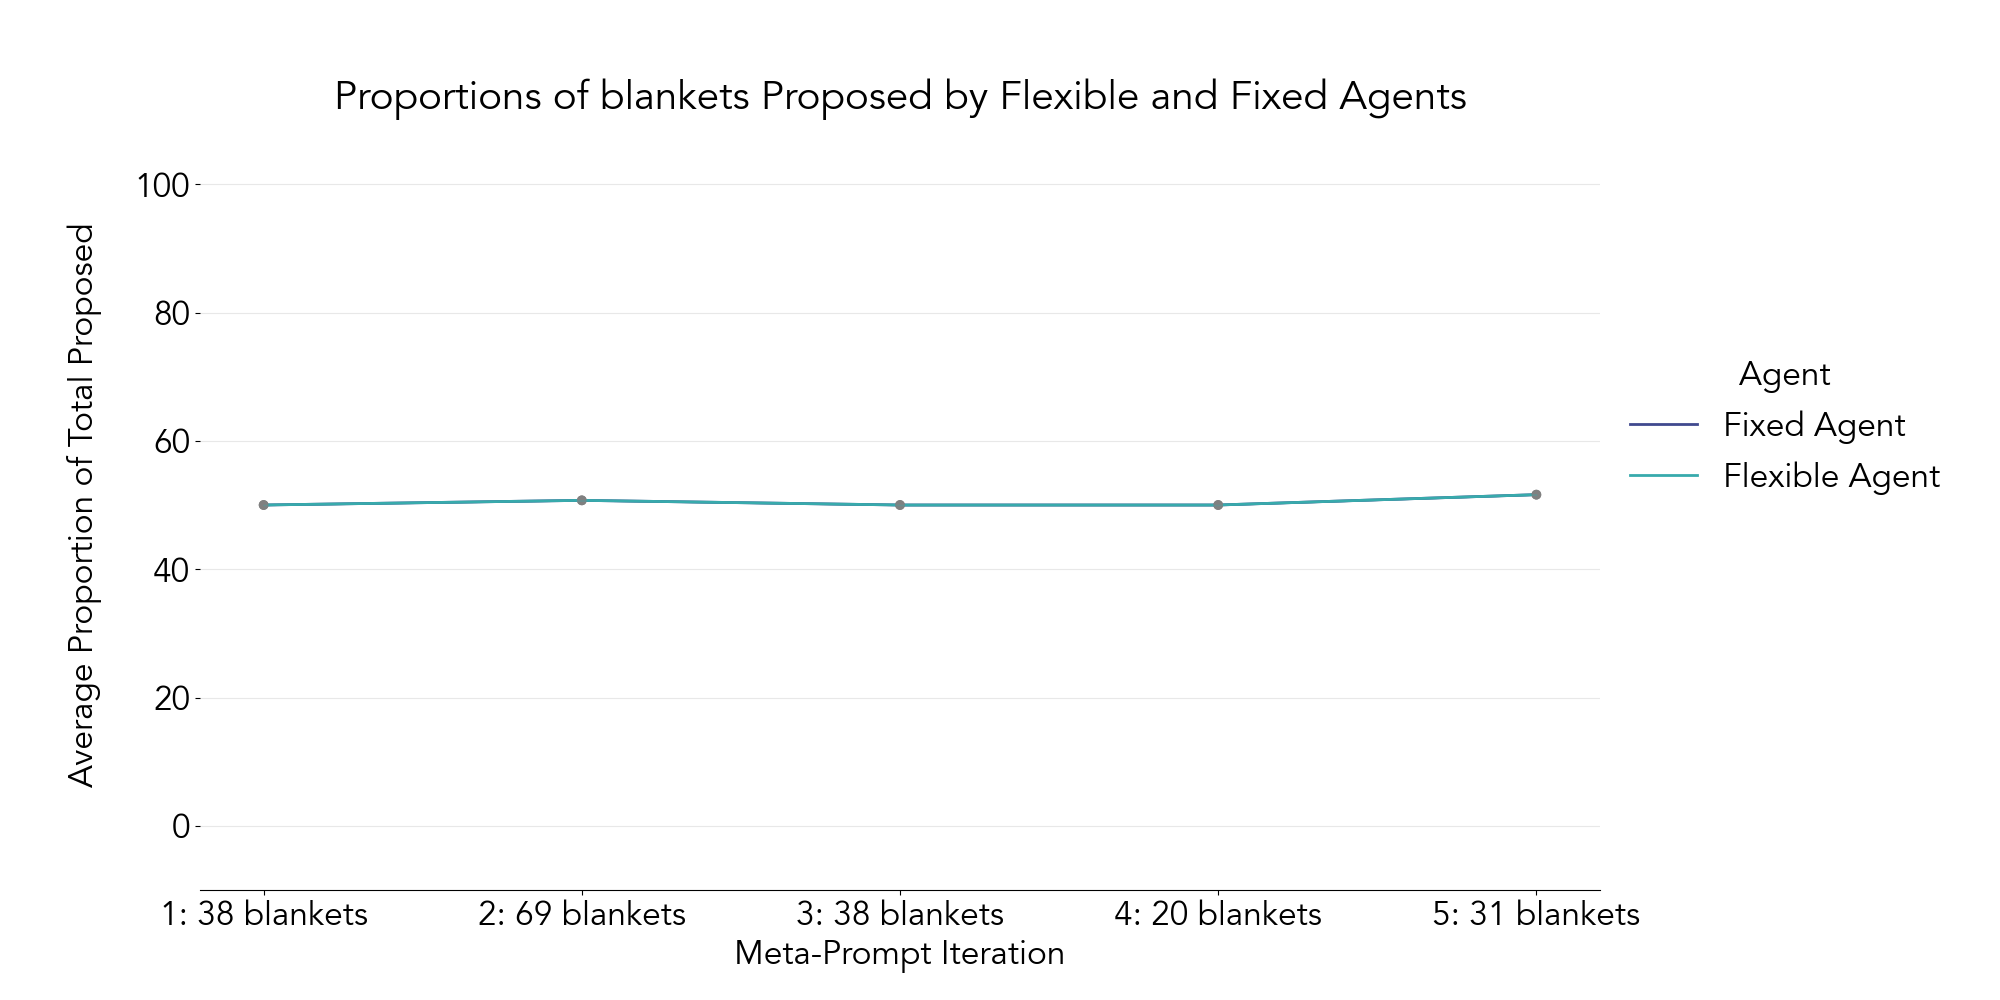 Proportions of blankets Proposed by Flexible and Fixed Agents
Average Proportion of Total Proposed
100
80
60
40
20
0
1: 38 blankets
2: 69 blankets
3: 38 blankets
4: 20 blankets
5: 31 blankets
Meta-Prompt Iteration
Agent
Fixed Agent
Flexible Agent